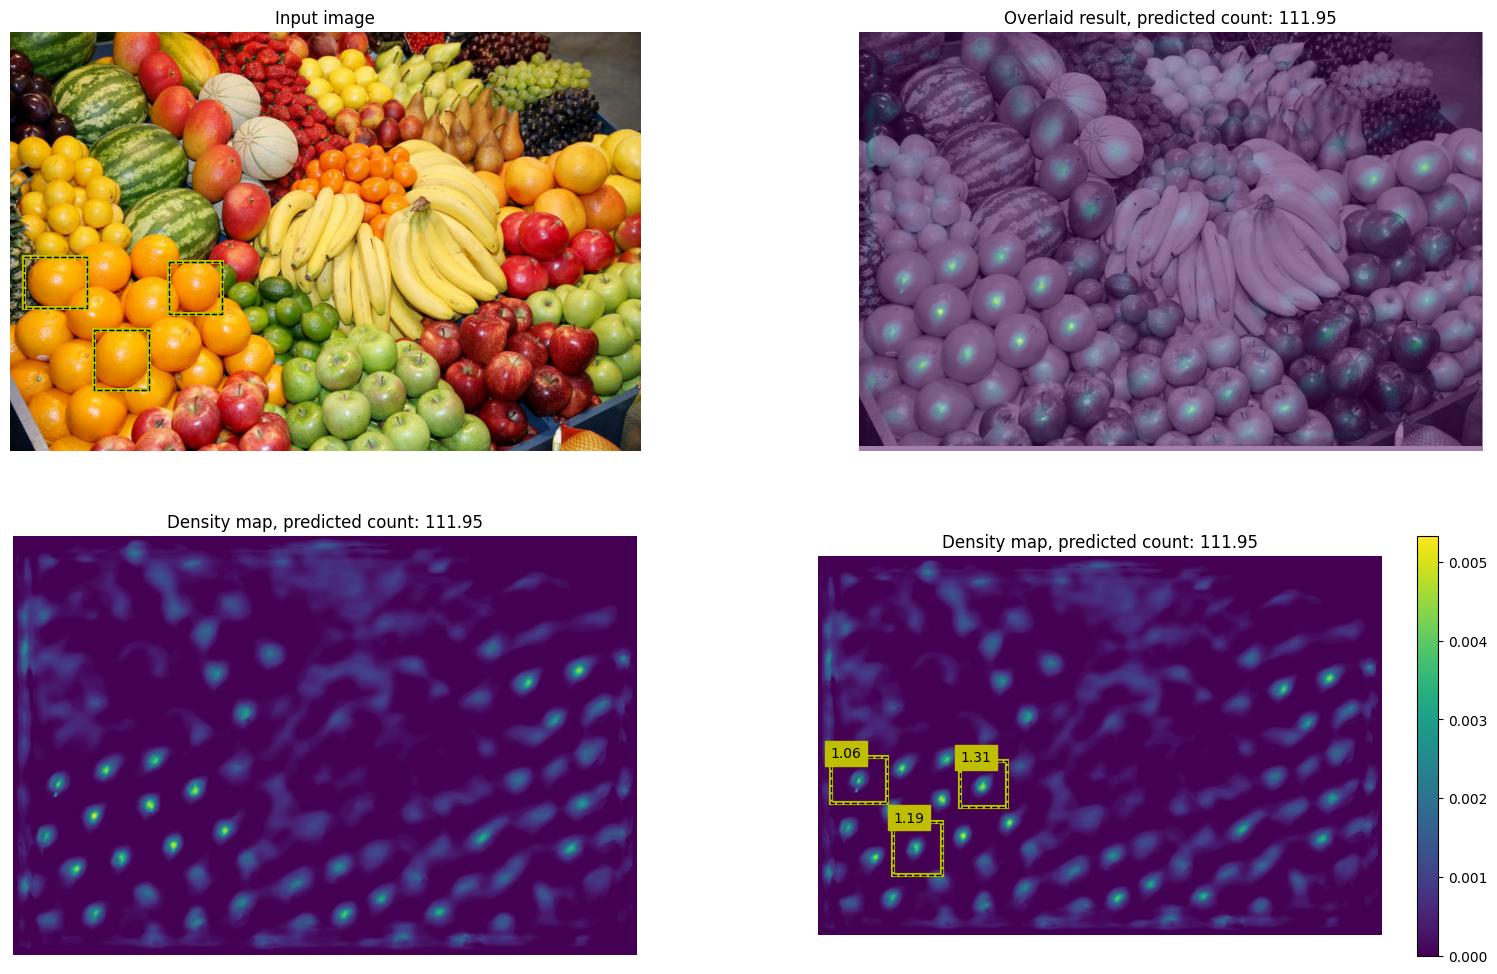 Input image
Overlaid result, predicted count: 111.95
Density map, predicted count: 111.95
Density map, predicted count: 111.95
1.06
1.31
1.19
0.005
0.004
0.003
0.002
0.001
0.000